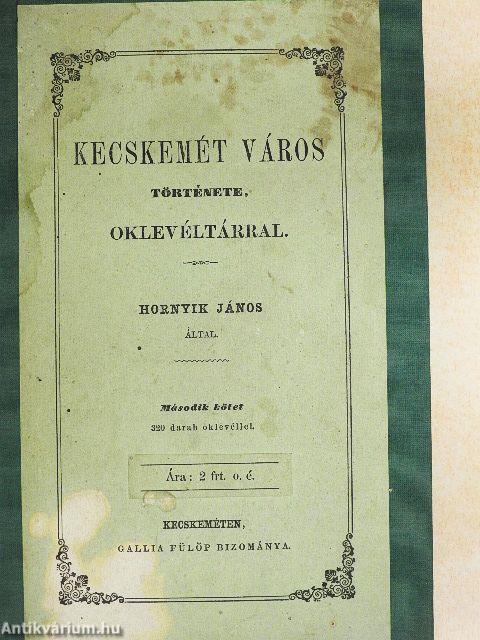 KECSKEMÉT VÁROS
TÖRTÉNETE,
OKLEVÉLTÁRRAL.
HORNYIK JÁNOS
ÁLTAL.
Második kötet
320 darab oklevéllel.
Ára: 2 frt. o. é.
KECSKEMÉTEN,
GALLIA FÜLÖP BIZOMÁNYA.
Antikvárium.hu